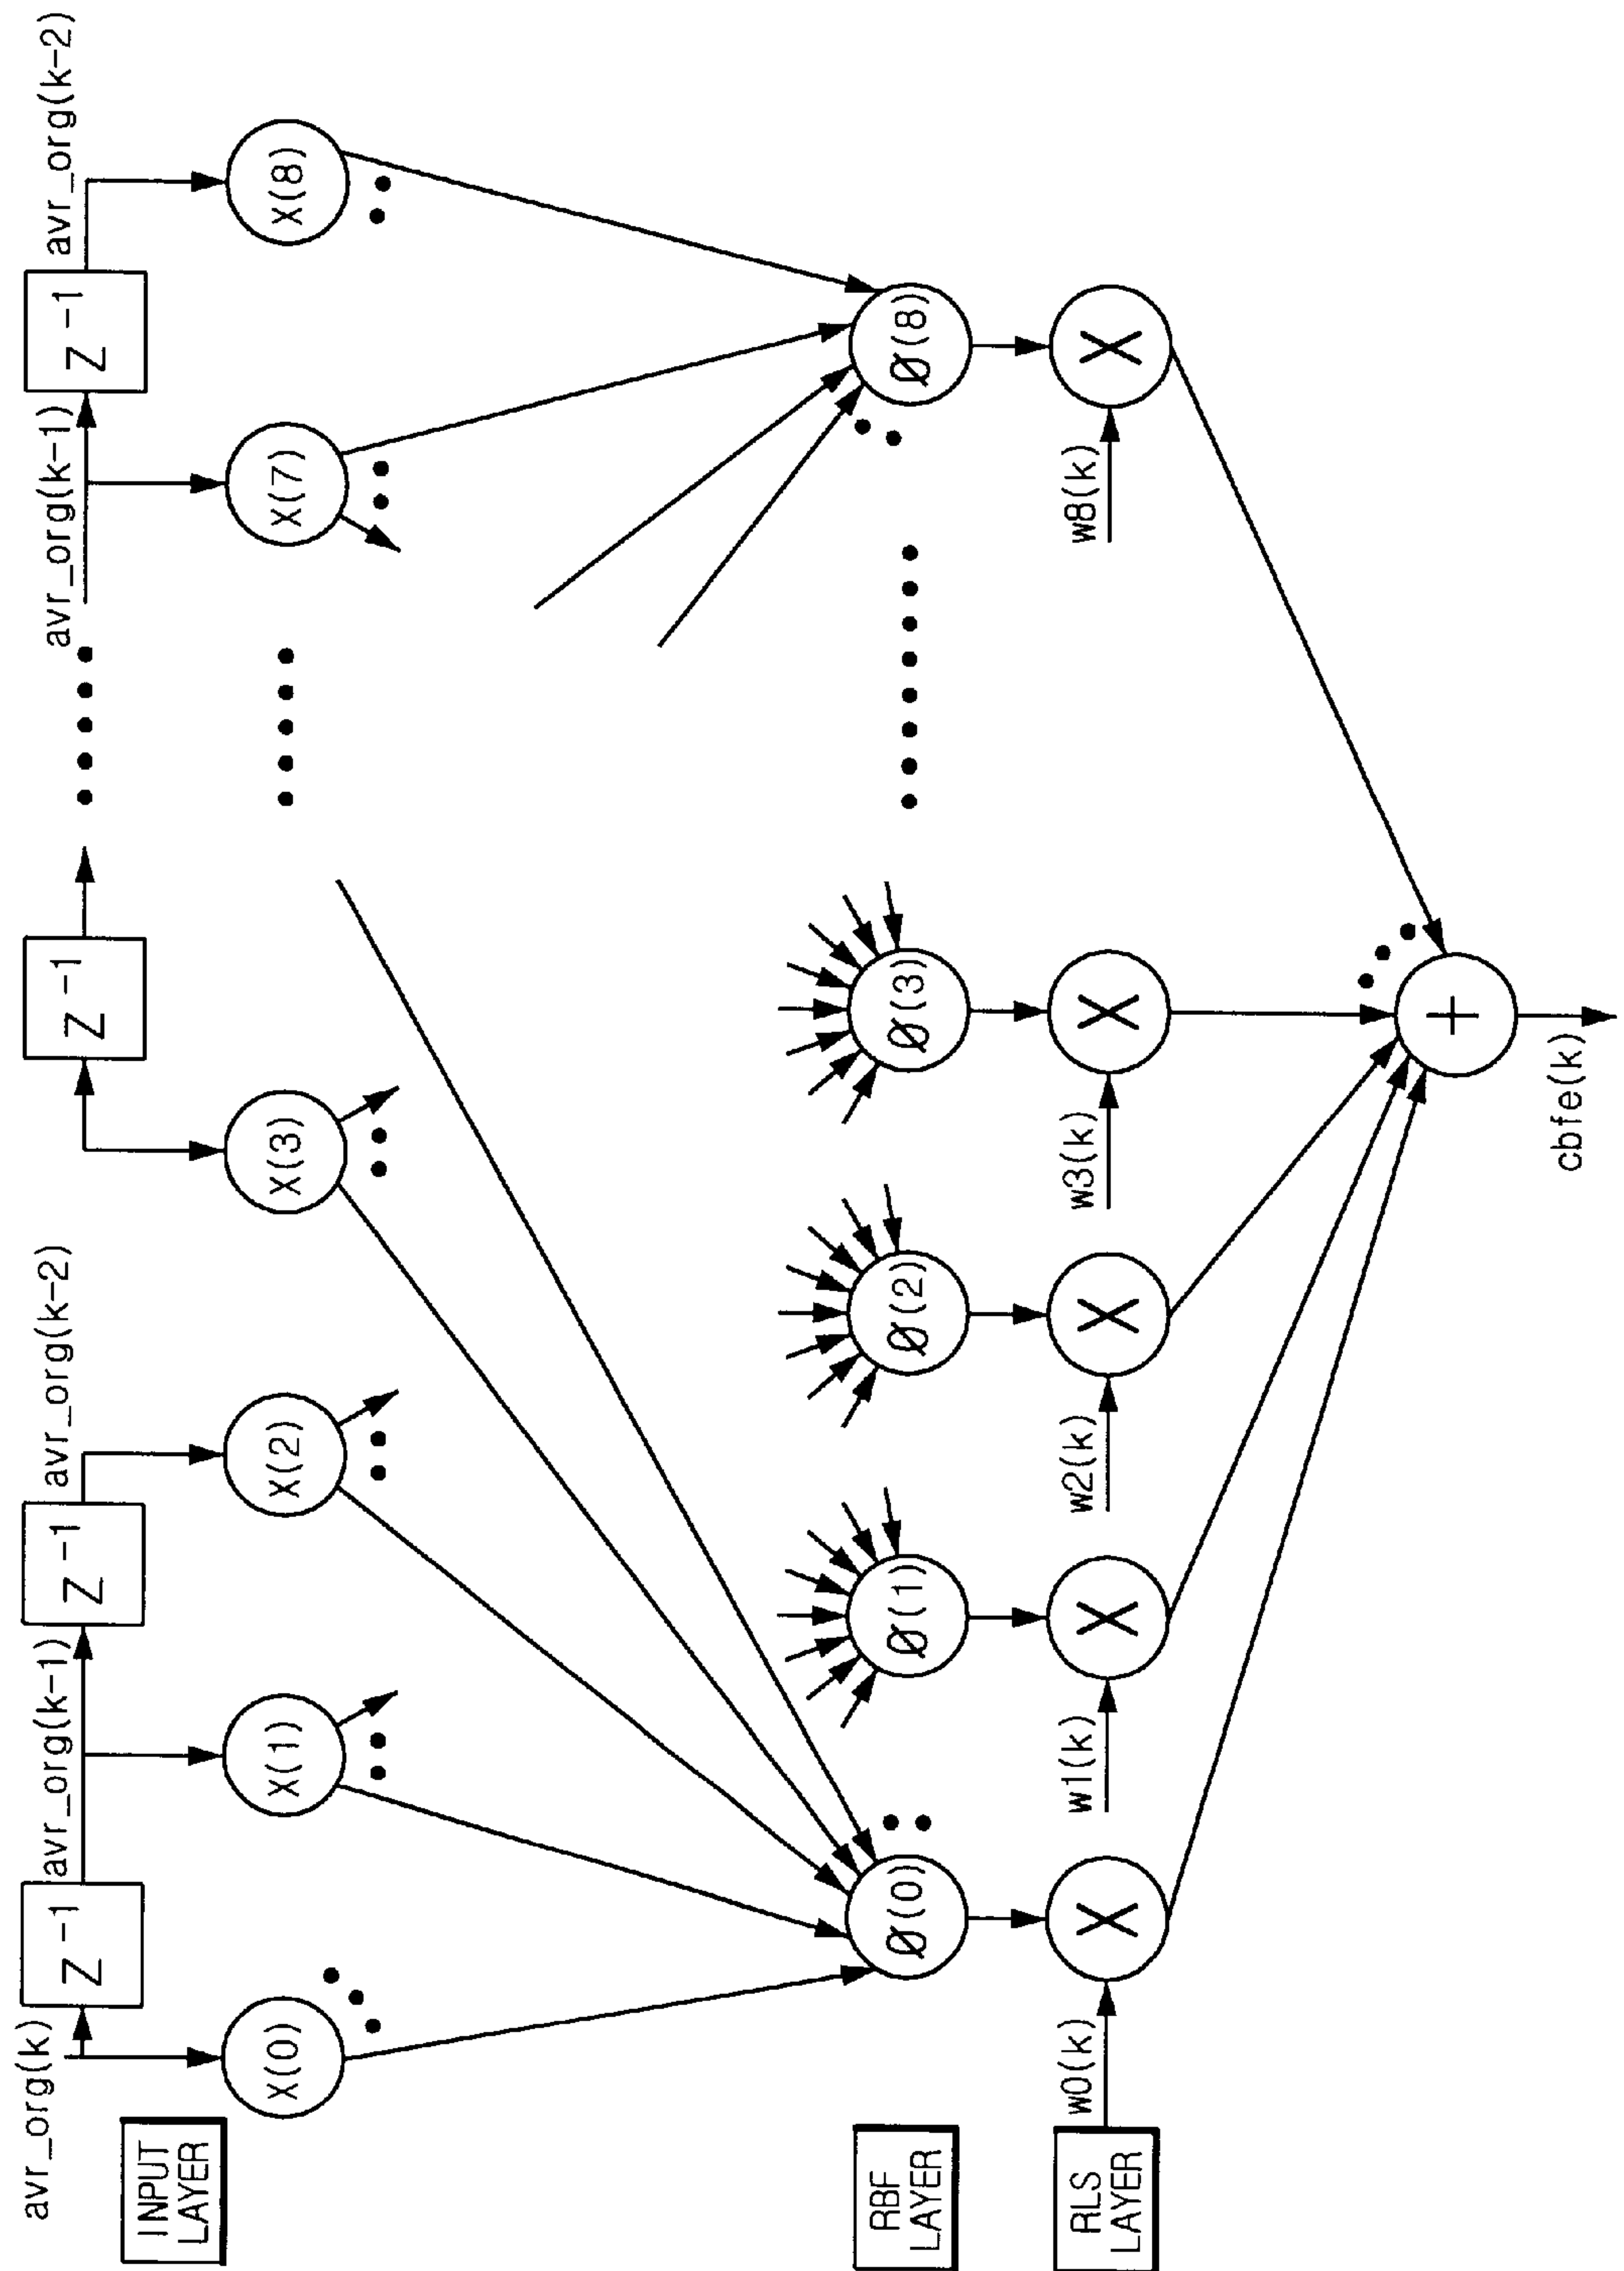 avr_org(k)
avr_org(k-1)
avr_org(k-2)
avr_org(k-1)
avr_org(k-2)
Z -1
Z -1
Z -1
Z -1
INPUT
LAYER
X(0)
X(1)
X(2)
X(3)
X(7)
X(8)
RBF
LAYER
Ø(0)
Ø(1)
Ø(2)
Ø(3)
Ø(8)
RLS
LAYER
w0(k)
X
w1(k)
X
w2(k)
X
w3(k)
X
w8(k)
X
+
cbfe(k)